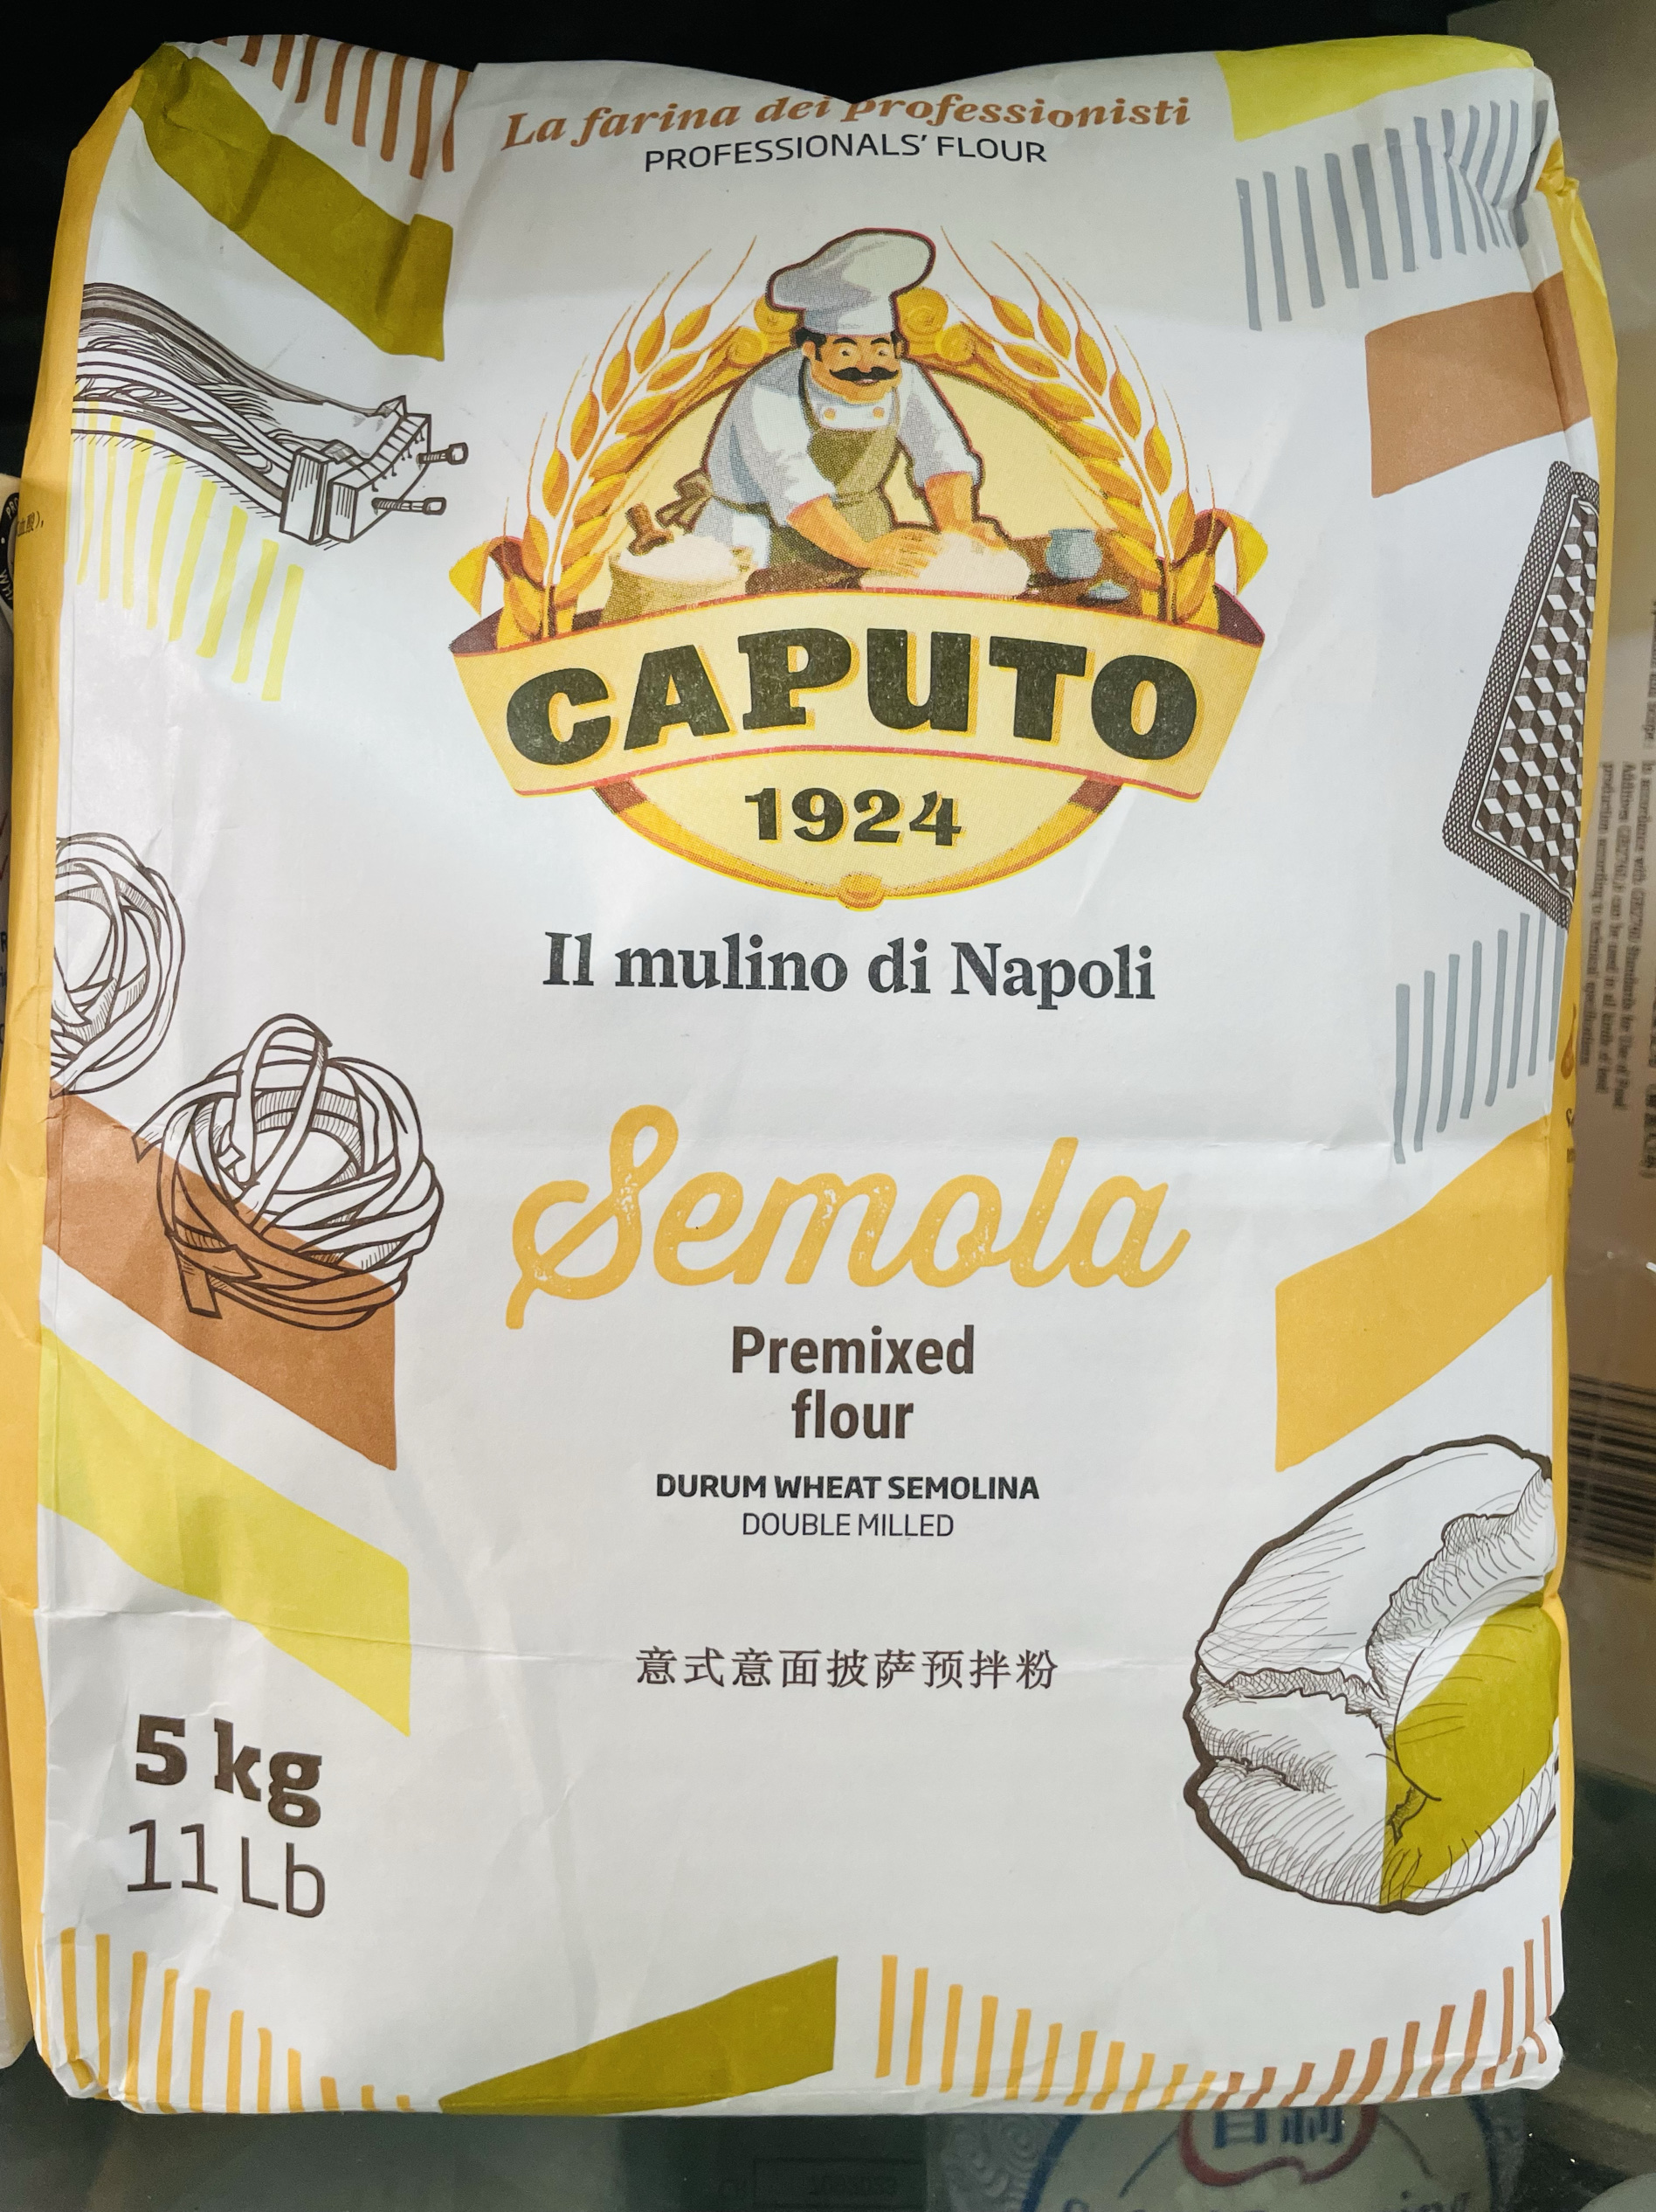 La farina dei professionisti
PROFESSIONALS' FLOUR
CAPUTO
1924
Il mulino di Napoli
Semola
Premixed
flour
DURUM WHEAT SEMOLINA
DOUBLE MILLED
意式意面披萨预拌粉
5 kg
11 Lb